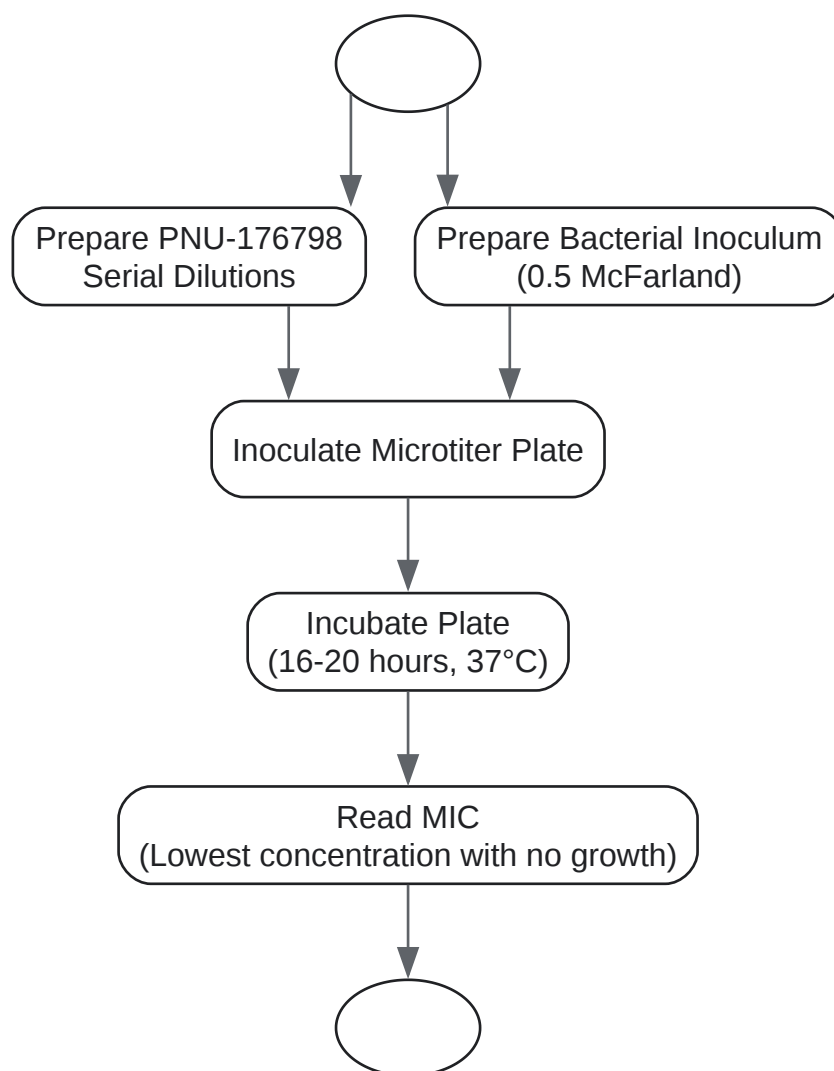 Prepare PNU-176798
Serial Dilutions
Prepare Bacterial Inoculum
(0.5 McFarland)
Inoculate Microtiter Plate
Incubate Plate
(16-20 hours, 37°C)
Read MIC
(Lowest concentration with no growth)